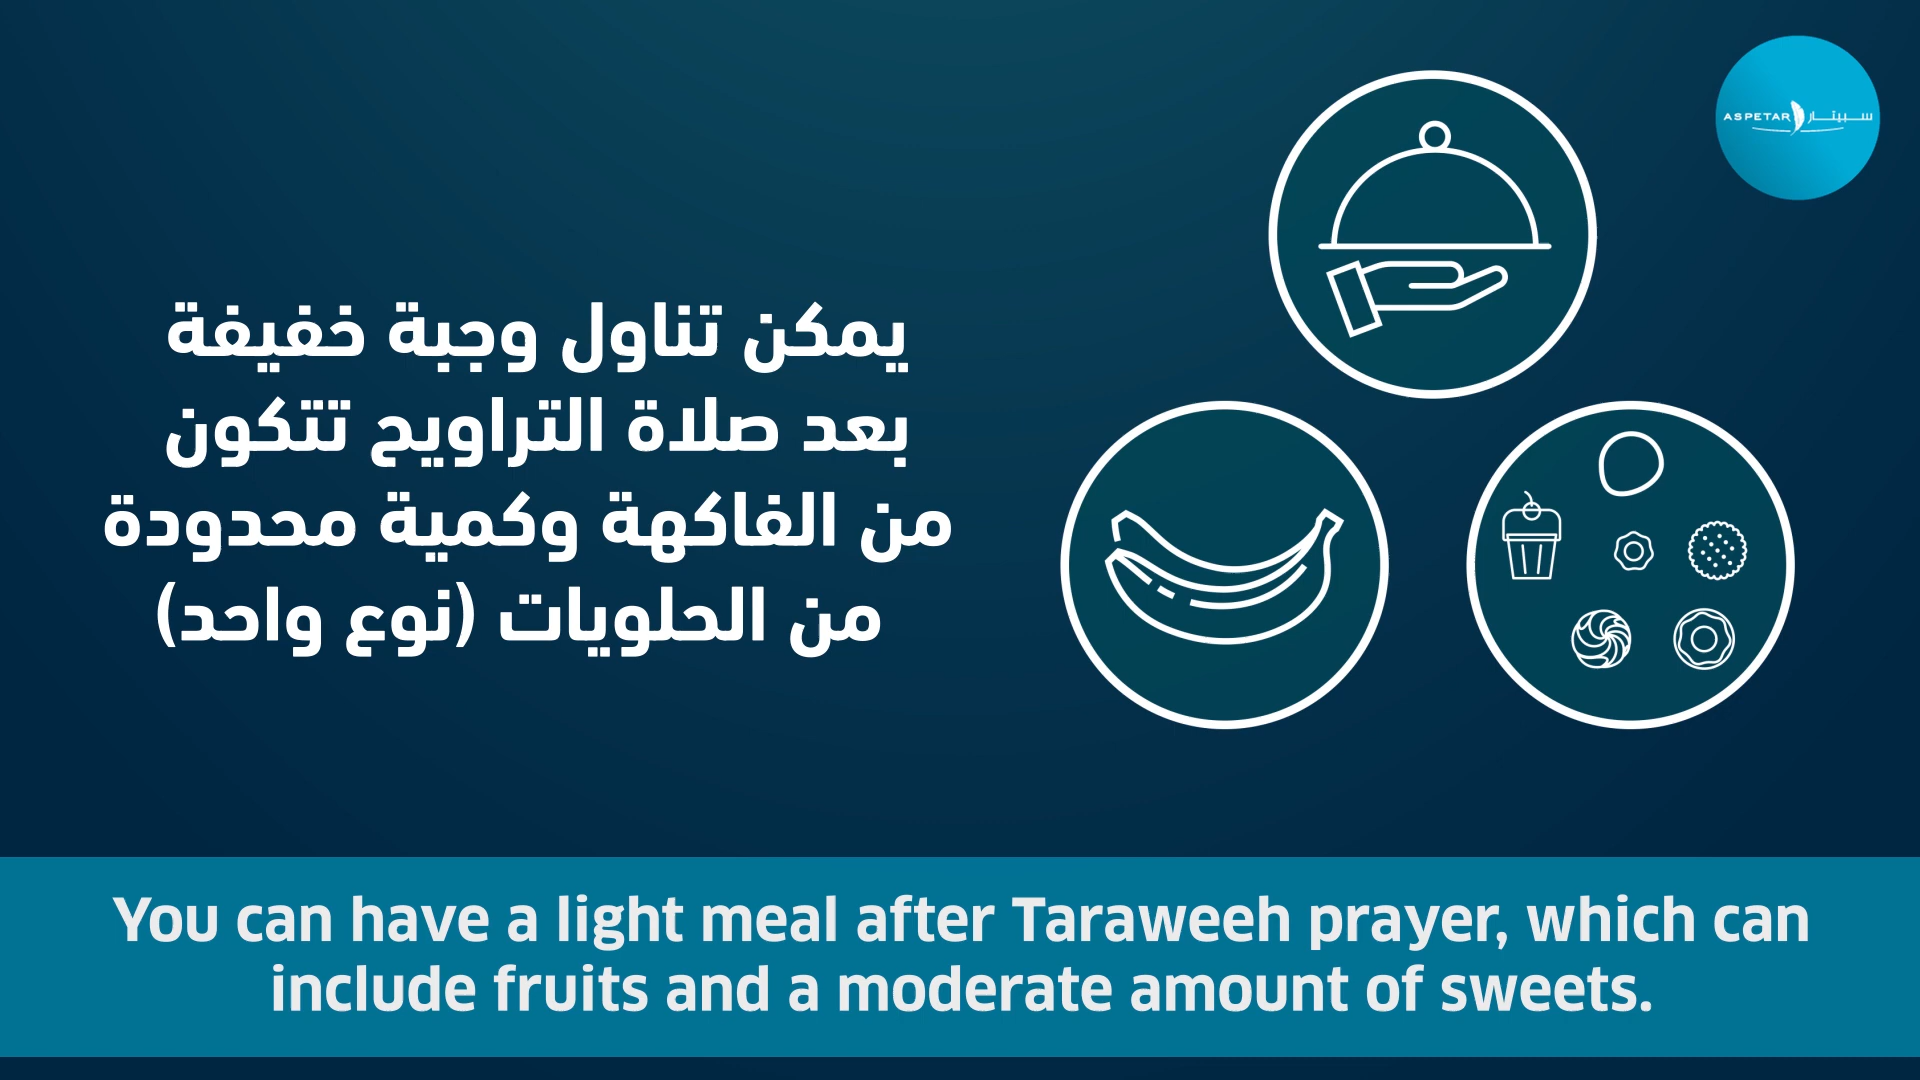 ASPETAR سبيتار
يمكن تناول وجبة خفيفة
بعد صلاة التراويح تتكون
من الفاكهة وكمية محدودة
من الحلويات (نوع واحد)
You can have a light meal after Taraweeh prayer, which can
include fruits and a moderate amount of sweets.